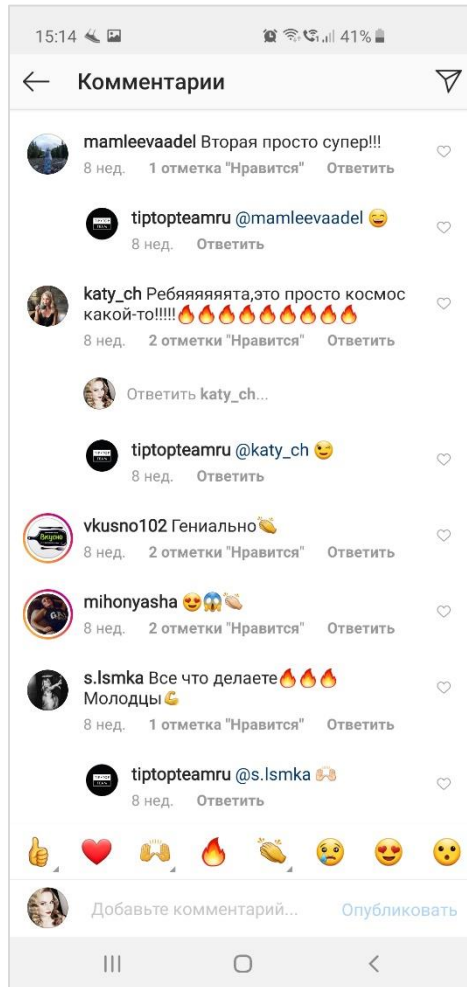 15:14 41%
Комментарии
mamleevaadel Вторая просто супер!!!
8 нед. 1 отметка "Нравится" Ответить
tiptopteamru @mamleevaadel 😄
8 нед. Ответить
katy_ch Ребяяяяяята,это просто космос
какой-то!!!!!🔥🔥🔥🔥🔥🔥🔥🔥🔥
8 нед. 2 отметки "Нравится" Ответить
Ответить katy_ch...
tiptopteamru @katy_ch 😉
8 нед. Ответить
vkusno102 Гениально👏
8 нед. 2 отметки "Нравится" Ответить
mihonyasha 😍😱👏🏻
8 нед. 2 отметки "Нравится" Ответить
s.lsmka Все что делаете🔥🔥🔥
Молодцы💪
8 нед. 1 отметка "Нравится" Ответить
tiptopteamru @s.lsmka 🙌🏻
8 нед. Ответить
👍 ❤️ 🙌 🔥 👏 😢 😍 😮
Добавьте комментарий... Опубликовать